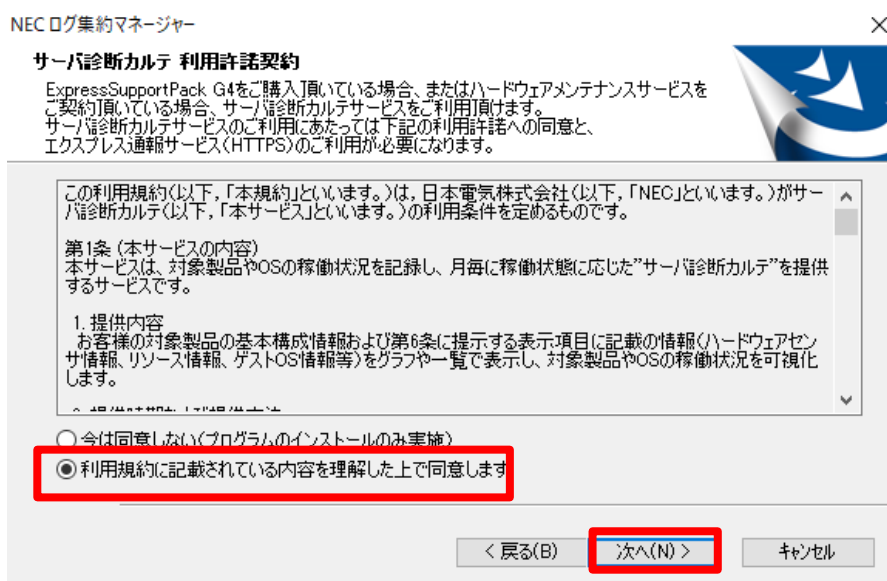 NEC ログ集約マネージャー
サーバ診断カルテ 利用許諾契約
ExpressSupportPack G4をご購入頂いている場合、またはハードウェアメンテナンスサービスを
ご契約頂いている場合、サーバ診断カルテサービスをご利用頂けます。
サーバ診断カルテサービスのご利用にあたっては下記の利用許諾への同意と、
エクスプレス通報サービス(HTTPS)のご利用が必要になります。
この利用規約(以下，「本規約」といいます。)は，日本電気株式会社(以下，「NEC」といいます。)がサー
バ診断カルテ(以下，「本サービス」といいます。)の利用条件を定めるものです。
第1条 (本サービスの内容)
本サービスは、対象製品やOSの稼働状況を記録し、月毎に稼働状態に応じた”サーバ診断カルテ”を提供
するサービスです。
1. 提供内容
お客様の対象製品の基本構成情報および第6条に提示する表示項目に記載の情報(ハードウェアセン
サ情報、リソース情報、ゲストOS情報等)をグラフや一覧で表示し、対象製品やOSの稼働状況を可視化
します。
今は同意しない(プログラムのインストールのみ実施)
利用規約に記載されている内容を理解した上で同意します
< 戻る(B)
次へ(N) >
キャンセル